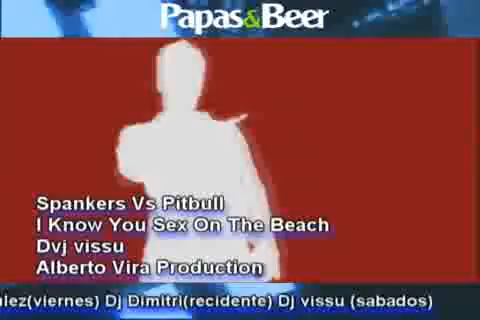 Papas&Beer
Spankers Vs Pitbull
I Know You Sex On The Beach
Dvj vissu
Alberto Vira Production
(viernes) Dj Dimitri(recidente) Dj vissu (sabados)